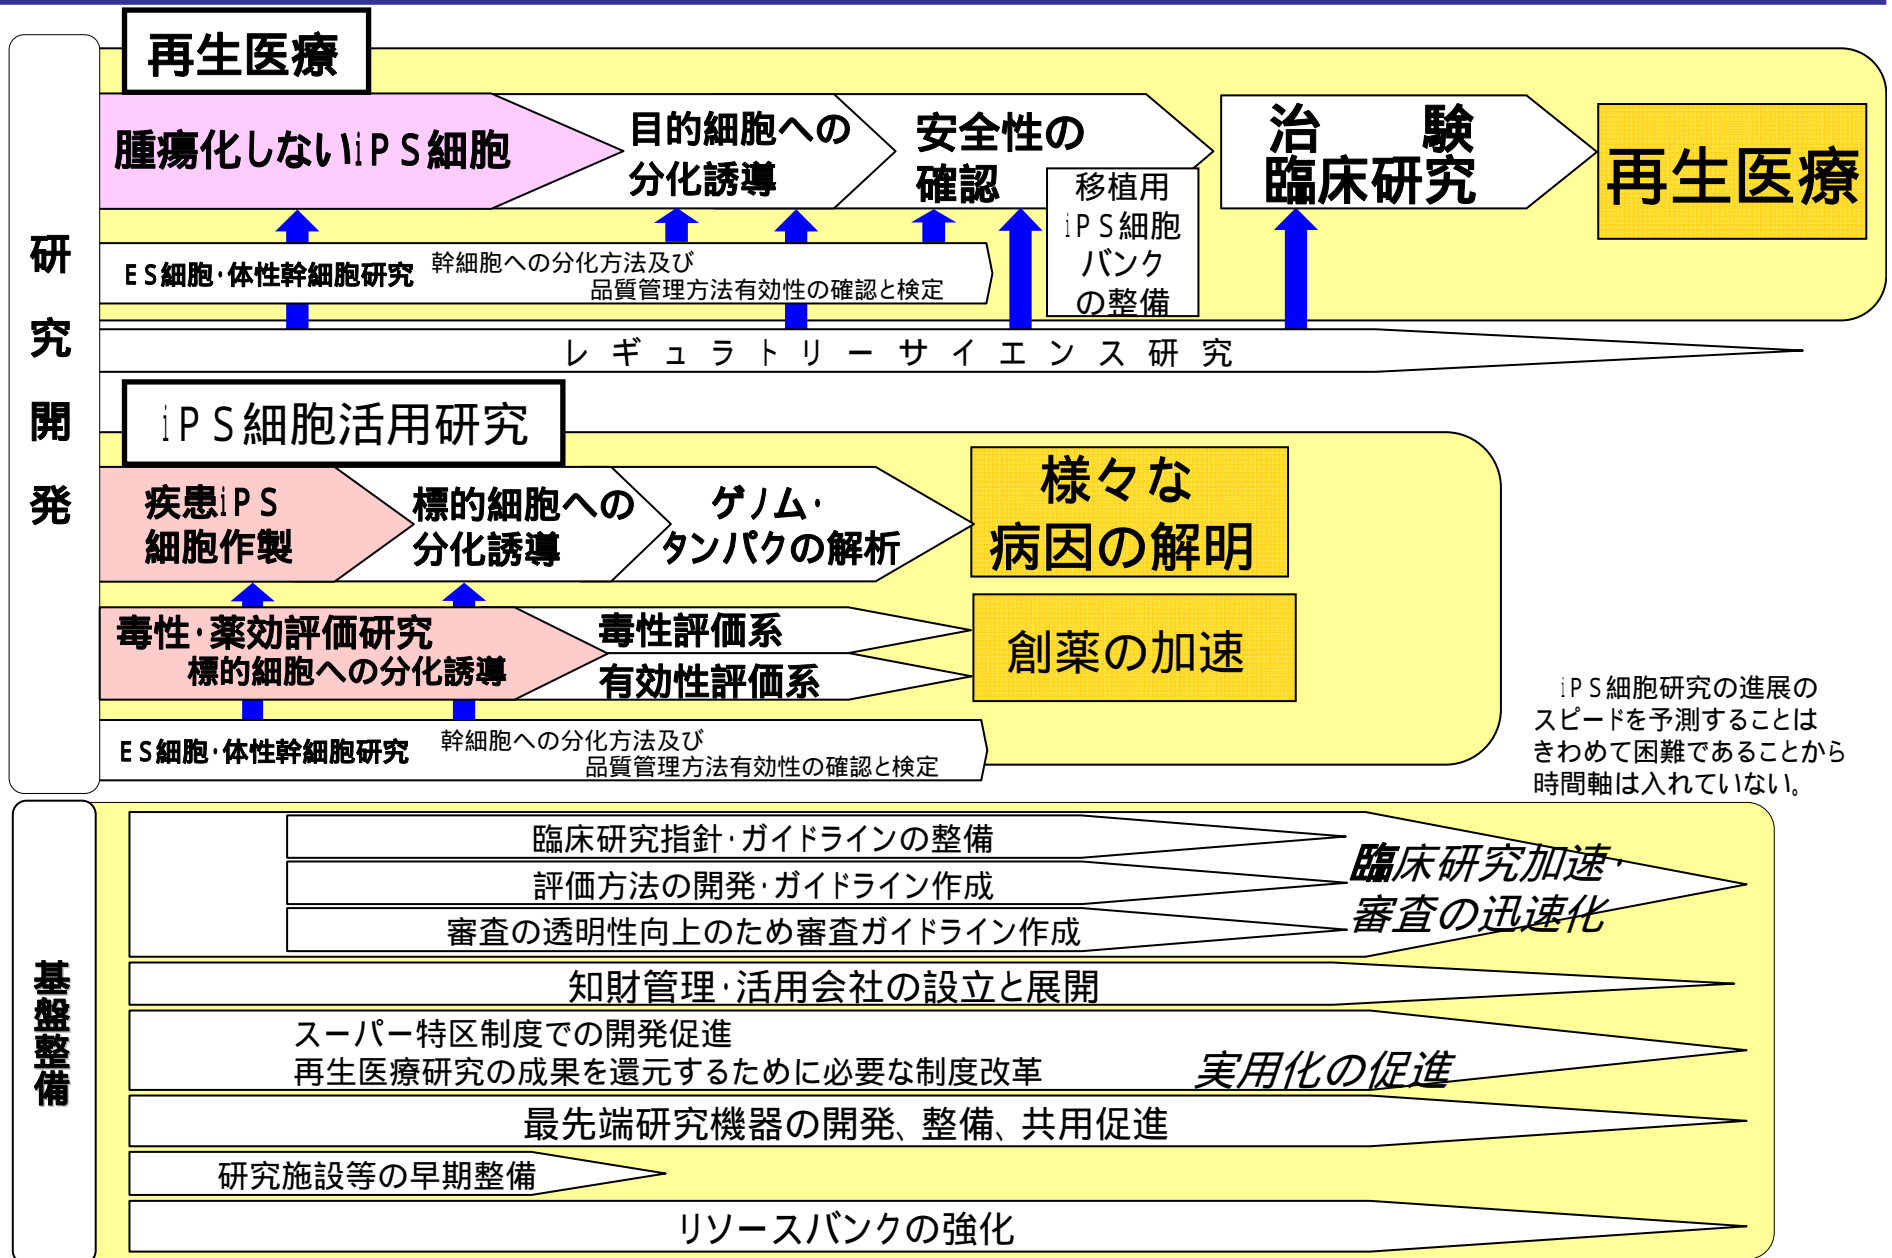 再生医療
研究開発
腫瘍化しないiPS細胞
目的細胞への
分化誘導
安全性の
確認
移植用
iPS細胞
バンク
の整備
治　験
臨床研究
再生医療
ES細胞・体性幹細胞研究
幹細胞への分化方法及び
品質管理方法有効性の確認と検定
レギュラトリーサイエンス研究
iPS細胞活用研究
疾患iPS
細胞作製
標的細胞への
分化誘導
ゲノム・
タンパクの解析
様々な
病因の解明
毒性・薬効評価研究
標的細胞への分化誘導
毒性評価系
有効性評価系
創薬の加速
ES細胞・体性幹細胞研究
幹細胞への分化方法及び
品質管理方法有効性の確認と検定
iPS細胞研究の進展の
スピードを予測することは
きわめて困難であることから
時間軸は入れていない。
基盤整備
臨床研究指針・ガイドラインの整備
評価方法の開発・ガイドライン作成
審査の透明性向上のため審査ガイドライン作成
臨床研究加速・
審査の迅速化
知財管理・活用会社の設立と展開
スーパー特区制度での開発促進
再生医療研究の成果を還元するために必要な制度改革
実用化の促進
最先端研究機器の開発、整備、共用促進
研究施設等の早期整備
リソースバンクの強化